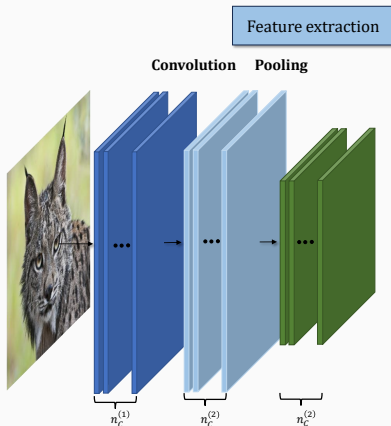 Feature extraction
Convolution Pooling
••• ••• •••
n_C^{(1)} n_C^{(2)} n_C^{(2)}